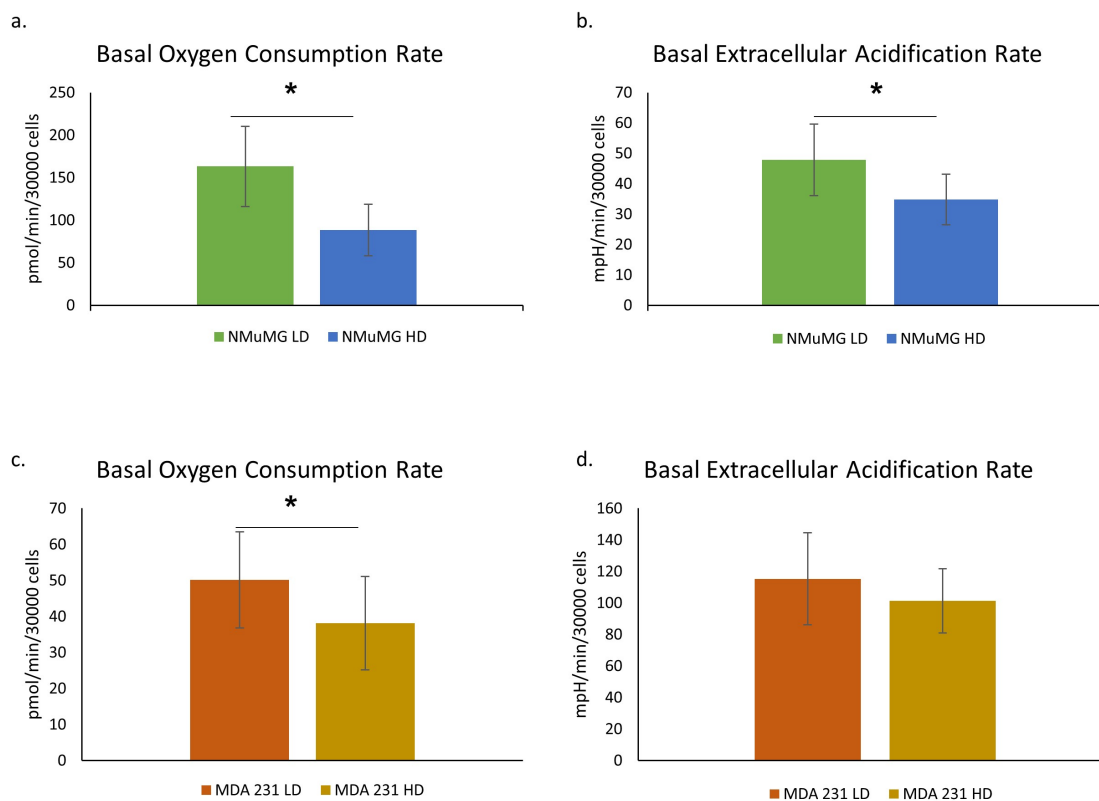 a.
Basal Oxygen Consumption Rate
pmol/min/30000 cells
250
200
150
100
50
0
*
NMuMG LD
NMuMG HD
b.
Basal Extracellular Acidification Rate
mpH/min/30000 cells
70
60
50
40
30
20
10
0
*
NMuMG LD
NMuMG HD
c.
Basal Oxygen Consumption Rate
pmol/min/30000 cells
70
60
50
40
30
20
10
0
*
MDA 231 LD
MDA 231 HD
d.
Basal Extracellular Acidification Rate
mpH/min/30000 cells
160
140
120
100
80
60
40
20
0
MDA 231 LD
MDA 231 HD